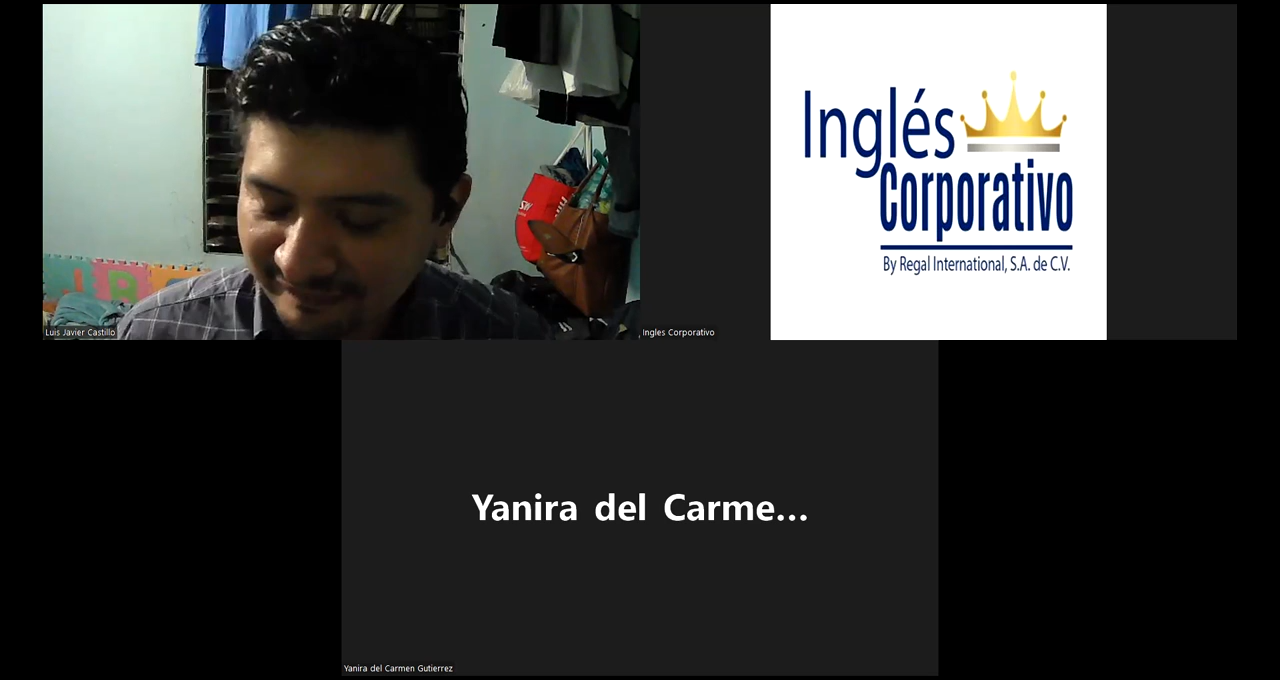 Inglés
Corporativo
By Regal International, S.A. de C.V.
Luis Javier Castillo
Ingles Corporativo
Yanira del Carme...
Yanira del Carmen Gutierrez